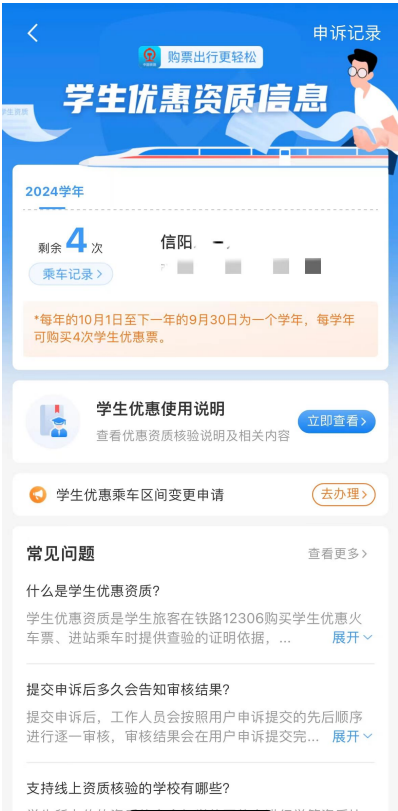 申诉记录
购票出行更轻松
学生优惠资质信息
2024学年
剩余4次
信阳
乘车记录
*每年的10月1日至下一年的9月30日为一个学年，每学年
可购买4次学生优惠票。
学生优惠使用说明
立即查看
查看优惠资质核验说明及相关内容
学生优惠乘车区间变更申请
去办理
常见问题
查看更多
什么是学生优惠资质?
学生优惠资质是学生旅客在铁路12306购买学生优惠火
车票、进站乘车时提供查验的证明依据，...
展开
提交申诉后多久会告知审核结果?
提交申诉后，工作人员会按照用户申诉提交的先后顺序
进行逐一审核，审核结果会在用户申诉提交完...
展开
支持线上资质核验的学校有哪些?